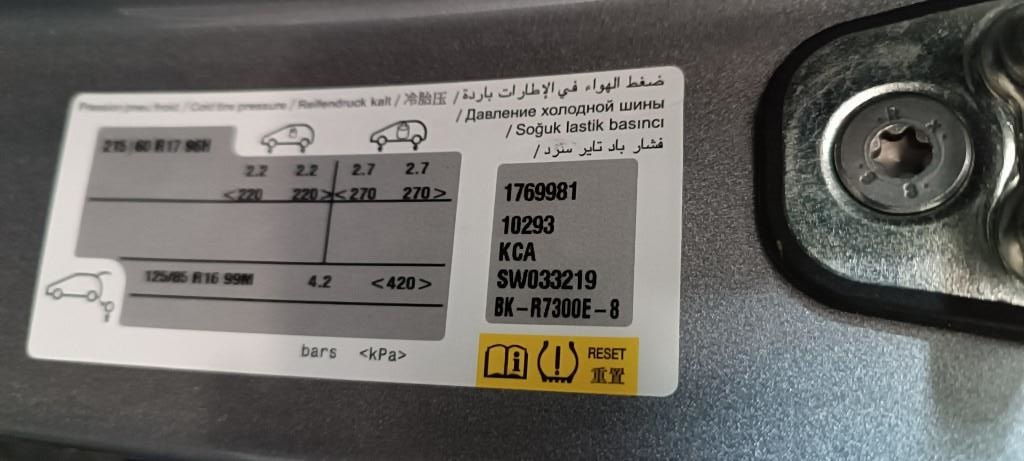 Pression pneu froid / Cold tire pressure / Reifendruck kalt / 冷胎压 / ضغط الهواء في الإطارات باردة /
/ Давление холодной шины
/ Soğuk lastik basıncı
/ فشار باد تایر سرد
215 / 60 R17 96H
2.2 2.2 2.7 2.7
<220 220> <270 270>
125/85 R16 99M 4.2 <420>
bars <kPa>
1769981
10293
KCA
SW033219
BK-R7300E-8
RESET
重置